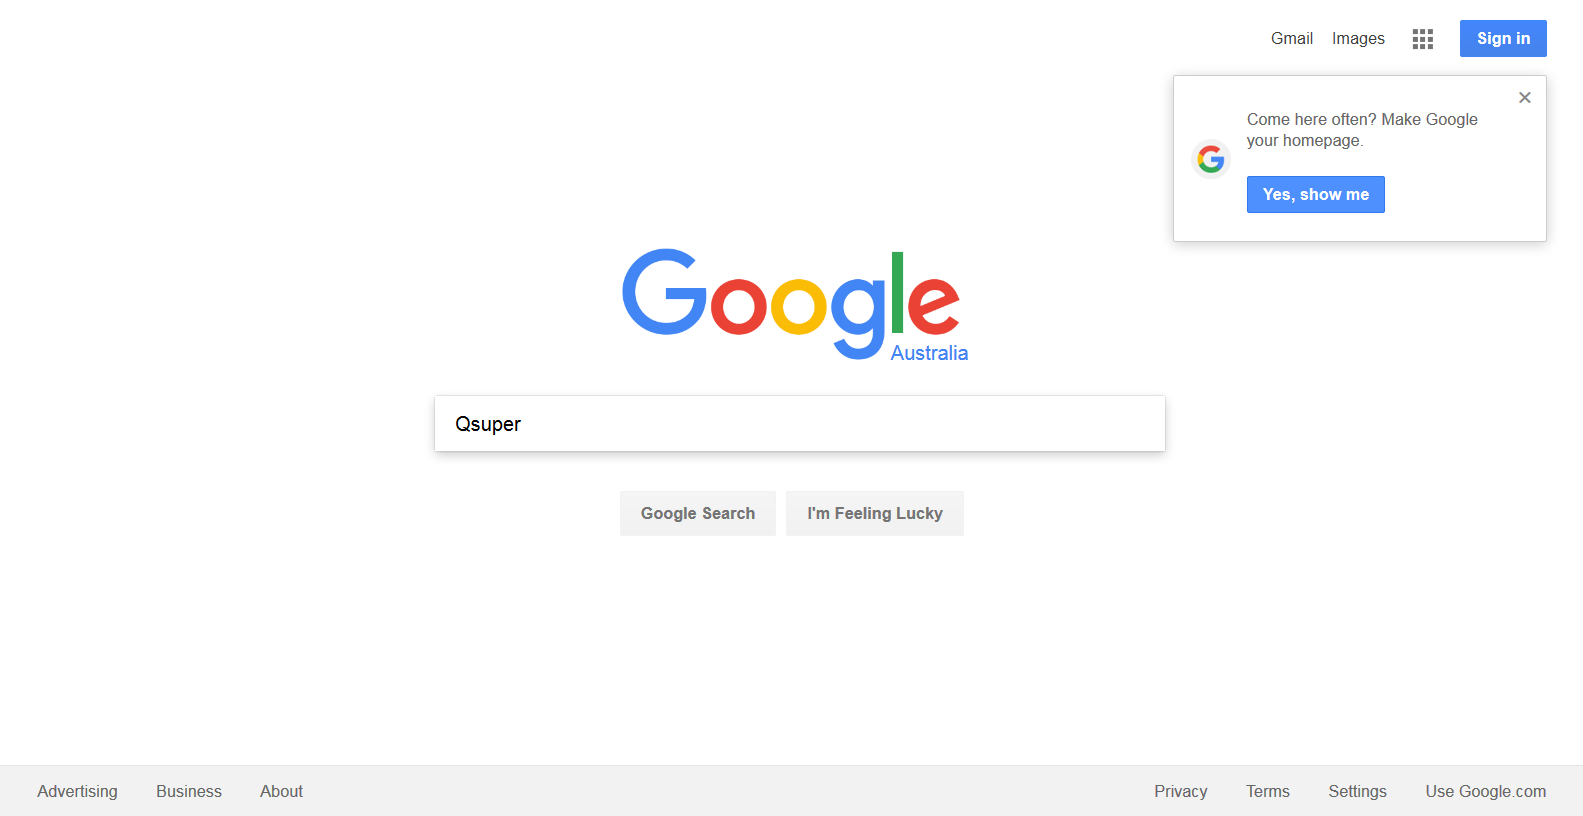 Gmail Images Sign in
Come here often? Make Google
your homepage.
Yes, show me
Google
Australia
Qsuper
Google Search I'm Feeling Lucky
Advertising Business About Privacy Terms Settings Use Google.com